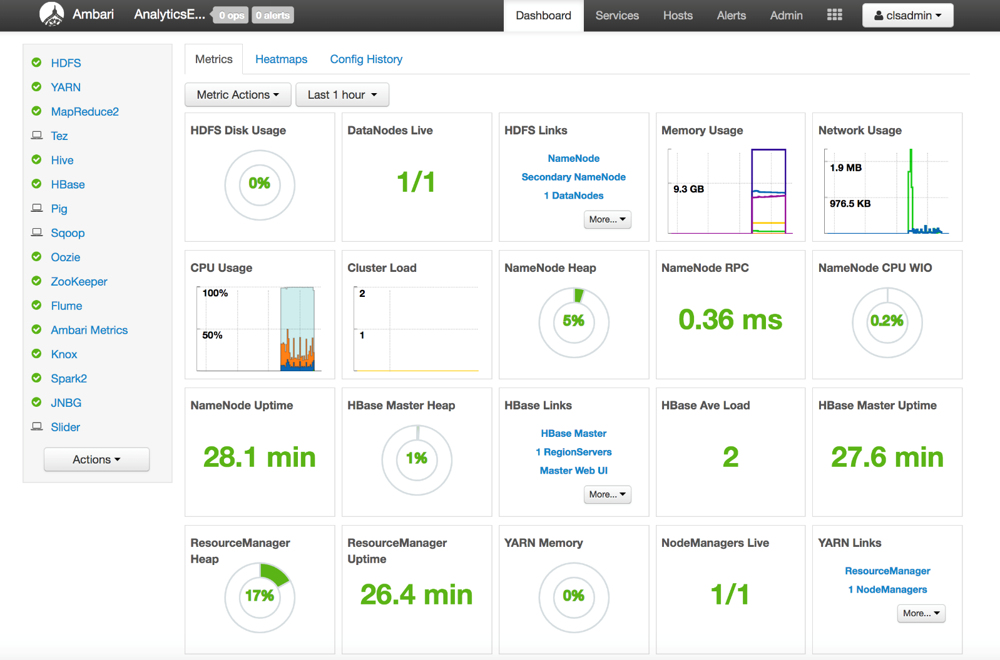 Ambari AnalyticsE... 0 ops 0 alerts Dashboard Services Hosts Alerts Admin clsadmin
HDFS
YARN
MapReduce2
Tez
Hive
HBase
Pig
Sqoop
Oozie
ZooKeeper
Flume
Ambari Metrics
Knox
Spark2
JNBG
Slider
Actions
Metrics Heatmaps Config History
Metric Actions Last 1 hour
HDFS Disk Usage
0%
DataNodes Live
1/1
HDFS Links
NameNode
Secondary NameNode
1 DataNodes
More...
Memory Usage
9.3 GB
Network Usage
1.9 MB
976.5 KB
CPU Usage
100%
50%
Cluster Load
2
1
NameNode Heap
5%
NameNode RPC
0.36 ms
NameNode CPU WIO
0.2%
NameNode Uptime
28.1 min
HBase Master Heap
1%
HBase Links
HBase Master
1 RegionServers
Master Web UI
More...
HBase Ave Load
2
HBase Master Uptime
27.6 min
ResourceManager
Heap
17%
ResourceManager
Uptime
26.4 min
YARN Memory
0%
NodeManagers Live
1/1
YARN Links
ResourceManager
1 NodeManagers
More...